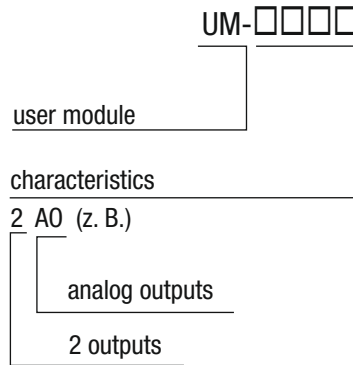 UM-□□□□
user module
characteristics
2 AO (z. B.)
analog outputs
2 outputs